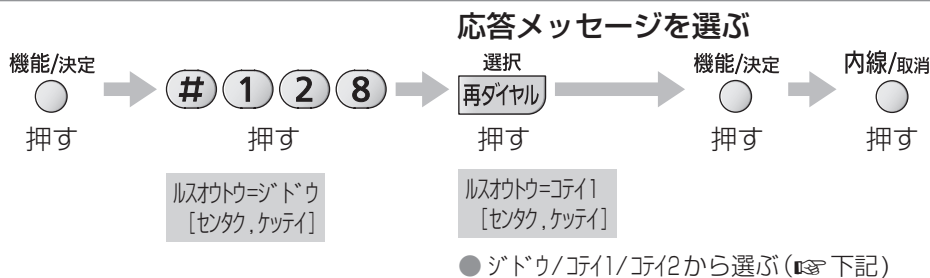 応答メッセージを選ぶ
機能/決定 選択 機能/決定 内線/取消
# 1 2 8 再ダイヤル
押す 押す 押す 押す 押す
ルスオウトウ=ジドウ ルスオウトウ=コテイ1
[センタク,ケッテイ] [センタク,ケッテイ]
● ジドウ/コテイ1/コテイ2から選ぶ(☞下記)